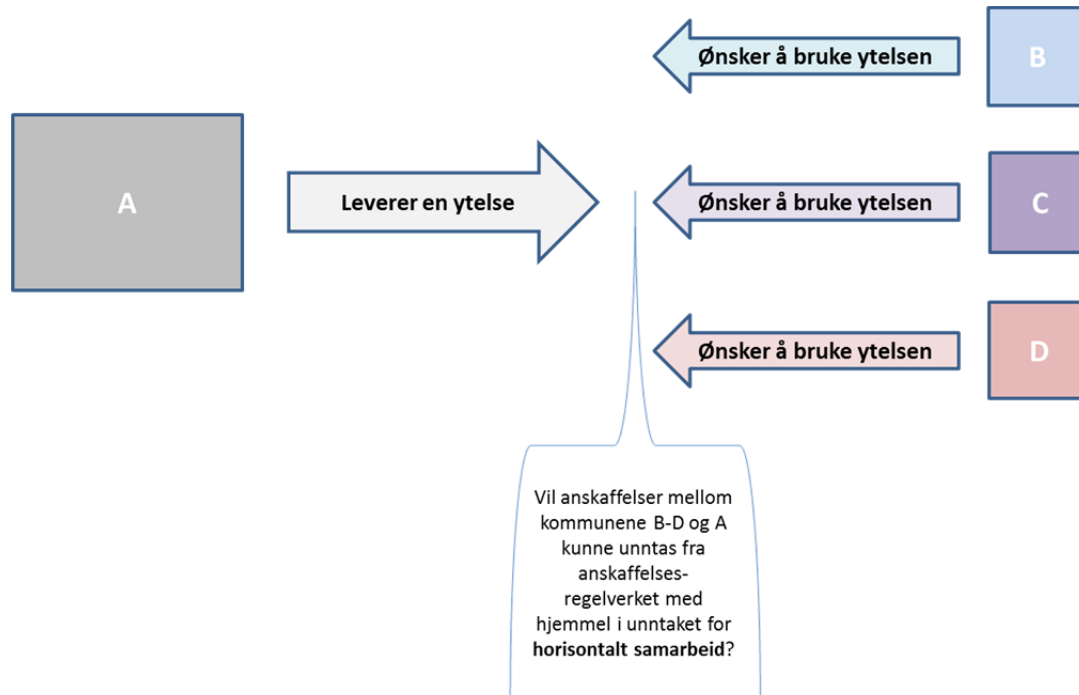 Ønsker å bruke ytelsen
B
A
Leverer en ytelse
Ønsker å bruke ytelsen
C
Ønsker å bruke ytelsen
D
Vil anskaffelser mellom
kommunene B-D og A
kunne unntas fra
anskaffelses-
regelverket med
hjemmel i unntaket for
horisontalt samarbeid?